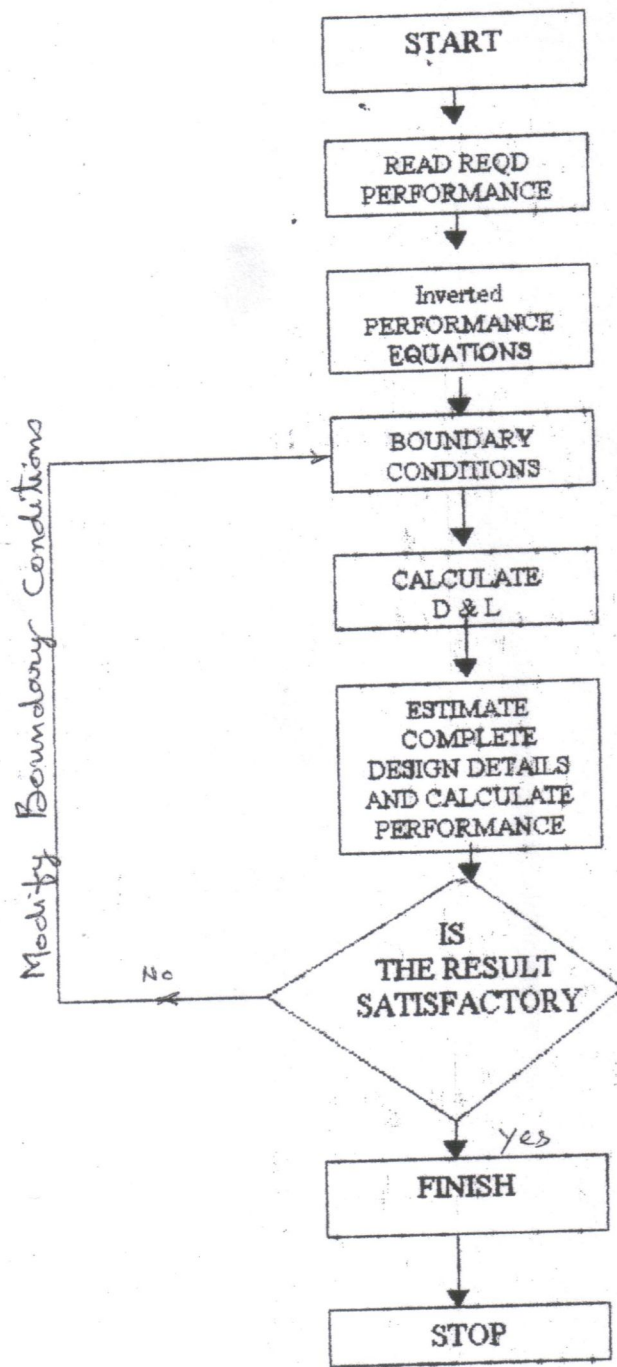 START
READ REQD
PERFORMANCE
Inverted
PERFORMANCE
EQUATIONS
BOUNDARY
CONDITIONS
CALCULATE
D & L
ESTIMATE
COMPLETE
DESIGN DETAILS
AND CALCULATE
PERFORMANCE
IS
THE RESULT
SATISFACTORY
No
Modify Boundary Conditions
Yes
FINISH
STOP